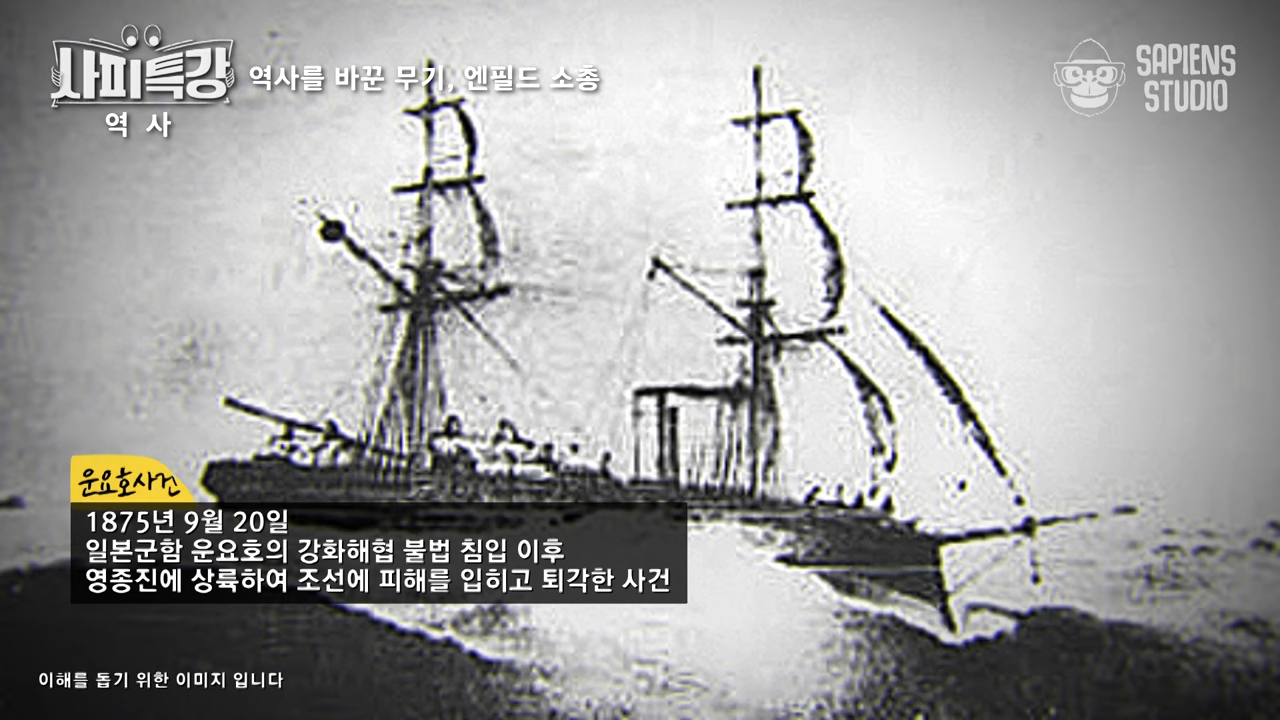 사피특강
역사를 바꾼 무기, 엔필드 소총
역 사
SAPIENS
STUDIO
운요호사건
1875년 9월 20일
일본군함 운요호의 강화해협 불법 침입 이후
영종진에 상륙하여 조선에 피해를 입히고 퇴각한 사건
이해를 돕기 위한 이미지 입니다